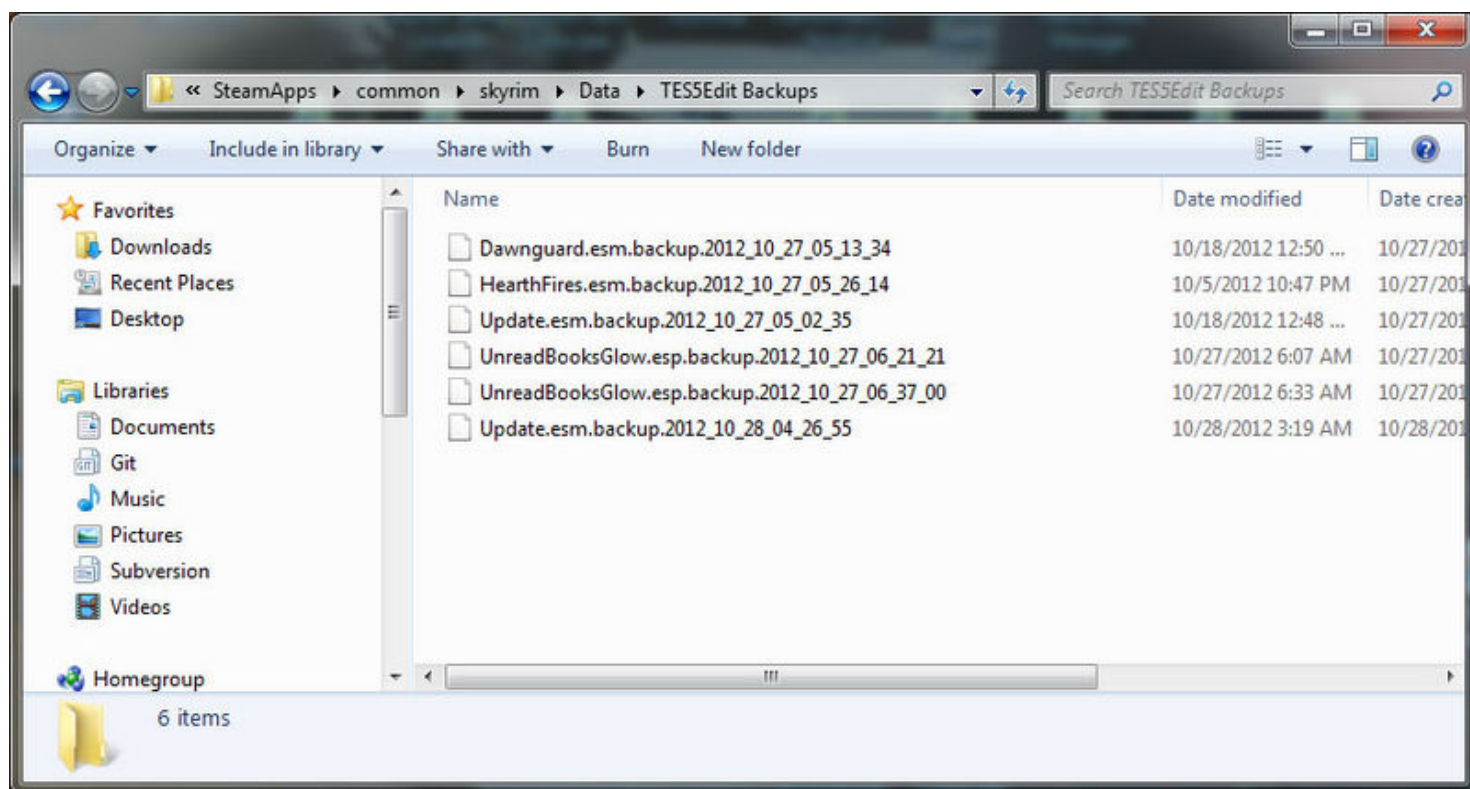 « SteamApps ▸ common ▸ skyrim ▸ Data ▸ TES5Edit Backups
Search TES5Edit Backups
Organize Include in library Share with Burn New folder
Name Date modified Date crea
Favorites
Downloads
Recent Places
Desktop
Libraries
Documents
Git
Music
Pictures
Subversion
Videos
Homegroup
Dawnguard.esm.backup.2012_10_27_05_13_34 10/18/2012 12:50 ... 10/27/201
HearthFires.esm.backup.2012_10_27_05_26_14 10/5/2012 10:47 PM 10/27/201
Update.esm.backup.2012_10_27_05_02_35 10/18/2012 12:48 ... 10/27/201
UnreadBooksGlow.esp.backup.2012_10_27_06_21_21 10/27/2012 6:07 AM 10/27/201
UnreadBooksGlow.esp.backup.2012_10_27_06_37_00 10/27/2012 6:33 AM 10/27/201
Update.esm.backup.2012_10_28_04_26_55 10/28/2012 3:19 AM 10/28/201
6 items